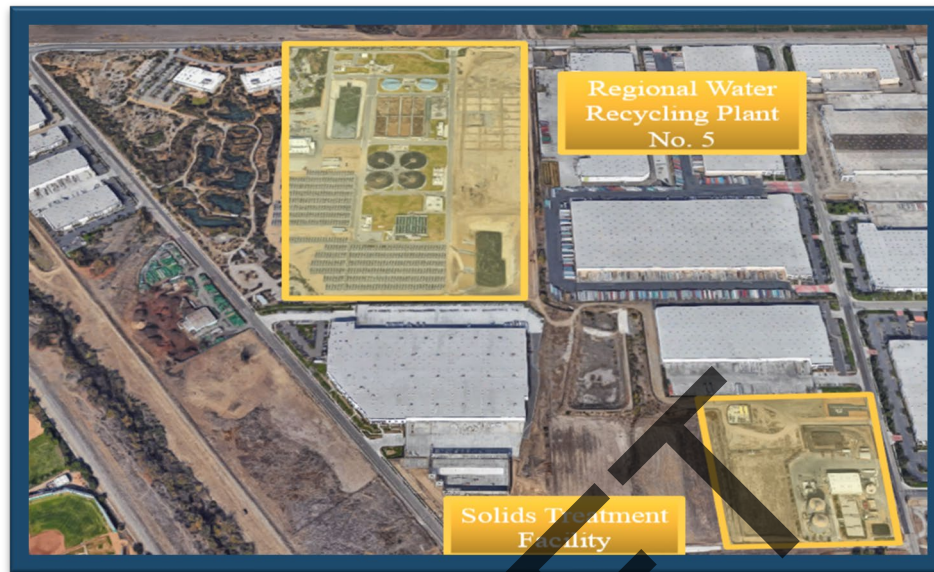 Regional Water
Recycling Plant
No. 5
Solids Treatment
Facility